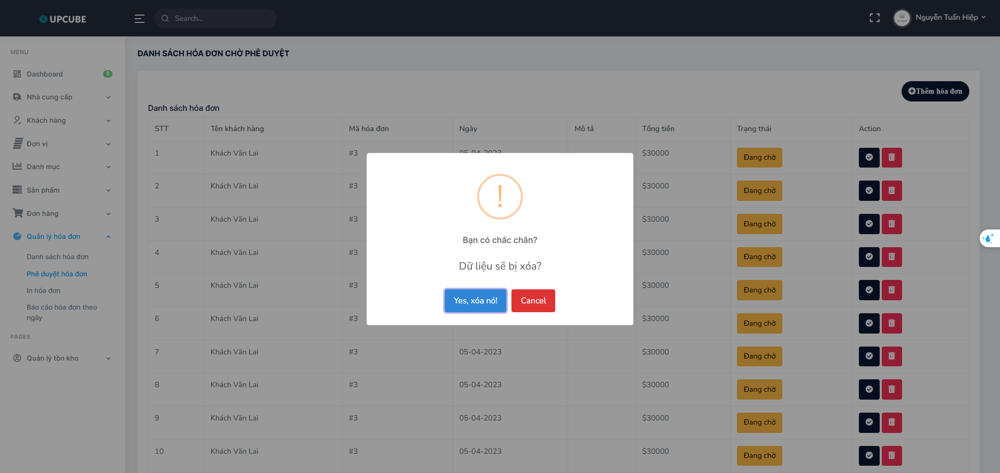 UPCUBE
Search...
Nguyễn Tuấn Hiệp
MENU
Dashboard
3
Nhà cung cấp
Khách hàng
Đơn vị
Danh mục
Sản phẩm
Đơn hàng
Quản lý hóa đơn
Danh sách hóa đơn
Phê duyệt hóa đơn
In hóa đơn
Báo cáo hóa đơn theo
ngày
PAGES
Quản lý tồn kho
DANH SÁCH HÓA ĐƠN CHỜ PHÊ DUYỆT
Thêm hóa đơn
Danh sách hóa đơn
STT Tên khách hàng Mã hóa đơn Ngày Mô tả Tổng tiền Trạng thái Action
1 Khách Vãn Lai #3 05-04-2023 $30000 Đang chờ
2 Khách Vãn Lai #3 $30000 Đang chờ
3 Khách Vãn Lai #3 $30000 Đang chờ
4 Khách Vãn Lai #3 $30000 Đang chờ
5 Khách Vãn Lai #3 $30000 Đang chờ
6 Khách Vãn Lai #3 $30000 Đang chờ
7 Khách Vãn Lai #3 05-04-2023 $30000 Đang chờ
8 Khách Vãn Lai #3 05-04-2023 $30000 Đang chờ
9 Khách Vãn Lai #3 05-04-2023 $30000 Đang chờ
10 Khách Vãn Lai #3 05-04-2023 $30000 Đang chờ
Bạn có chắc chắn?
Dữ liệu sẽ bị xóa?
Yes, xóa nó!
Cancel